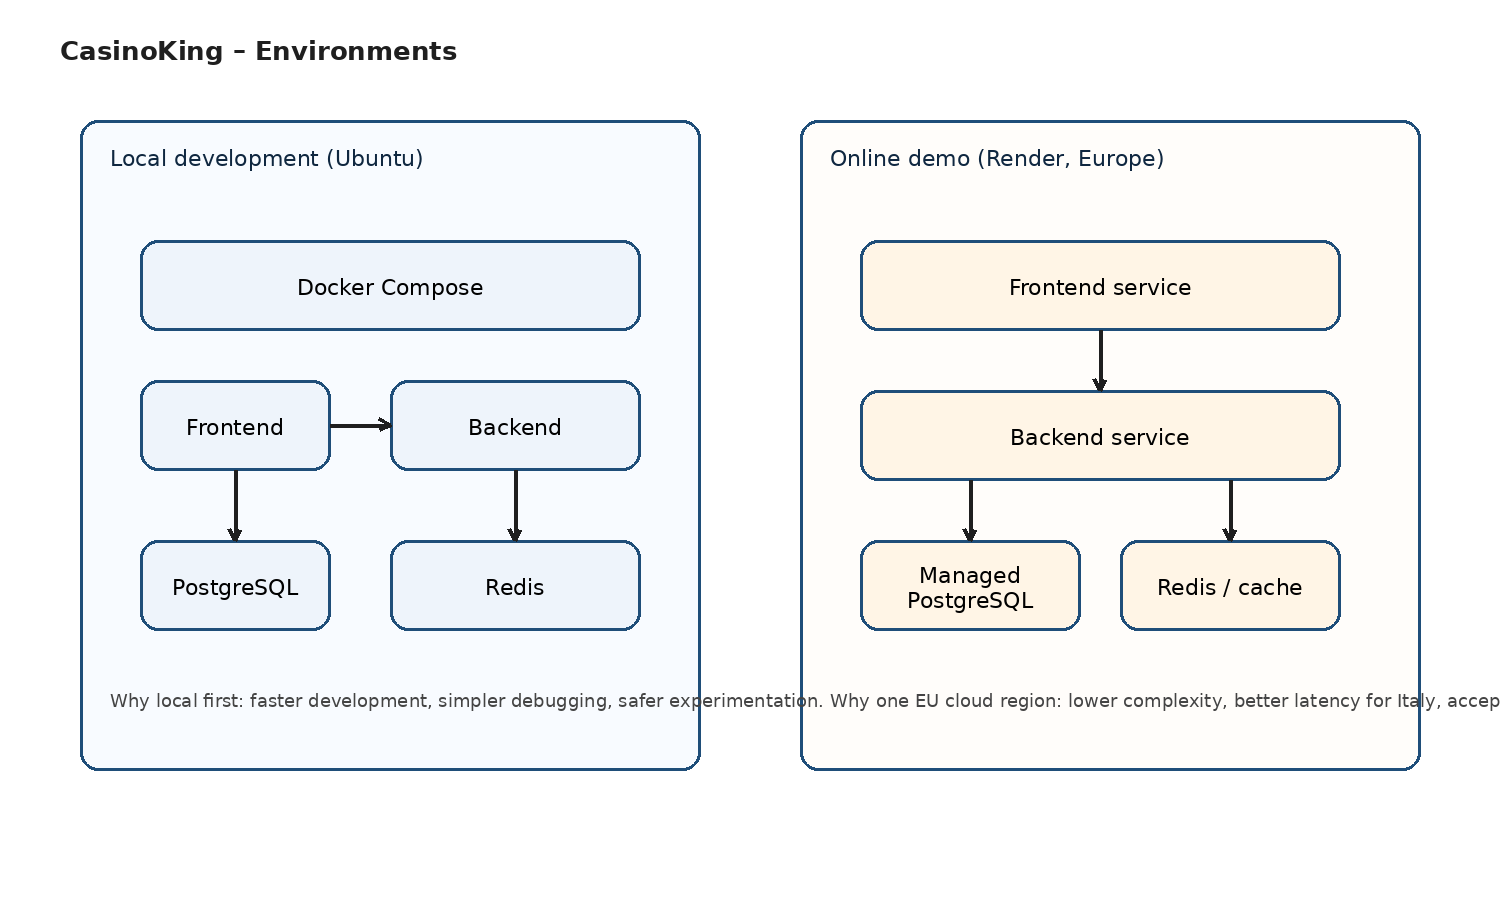 CasinoKing – Environments
Local development (Ubuntu)
Docker Compose
Frontend
Backend
PostgreSQL
Redis
Why local first: faster development, simpler debugging, safer experimentation.
Online demo (Render, Europe)
Frontend service
Backend service
Managed
PostgreSQL
Redis / cache
Why one EU cloud region: lower complexity, better latency for Italy, accep